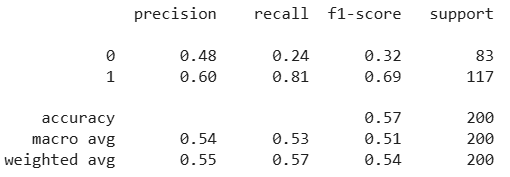 precision recall f1-score support
0 0.48 0.24 0.32 83
1 0.60 0.81 0.69 117
accuracy 0.57 200
macro avg 0.54 0.53 0.51 200
weighted avg 0.55 0.57 0.54 200